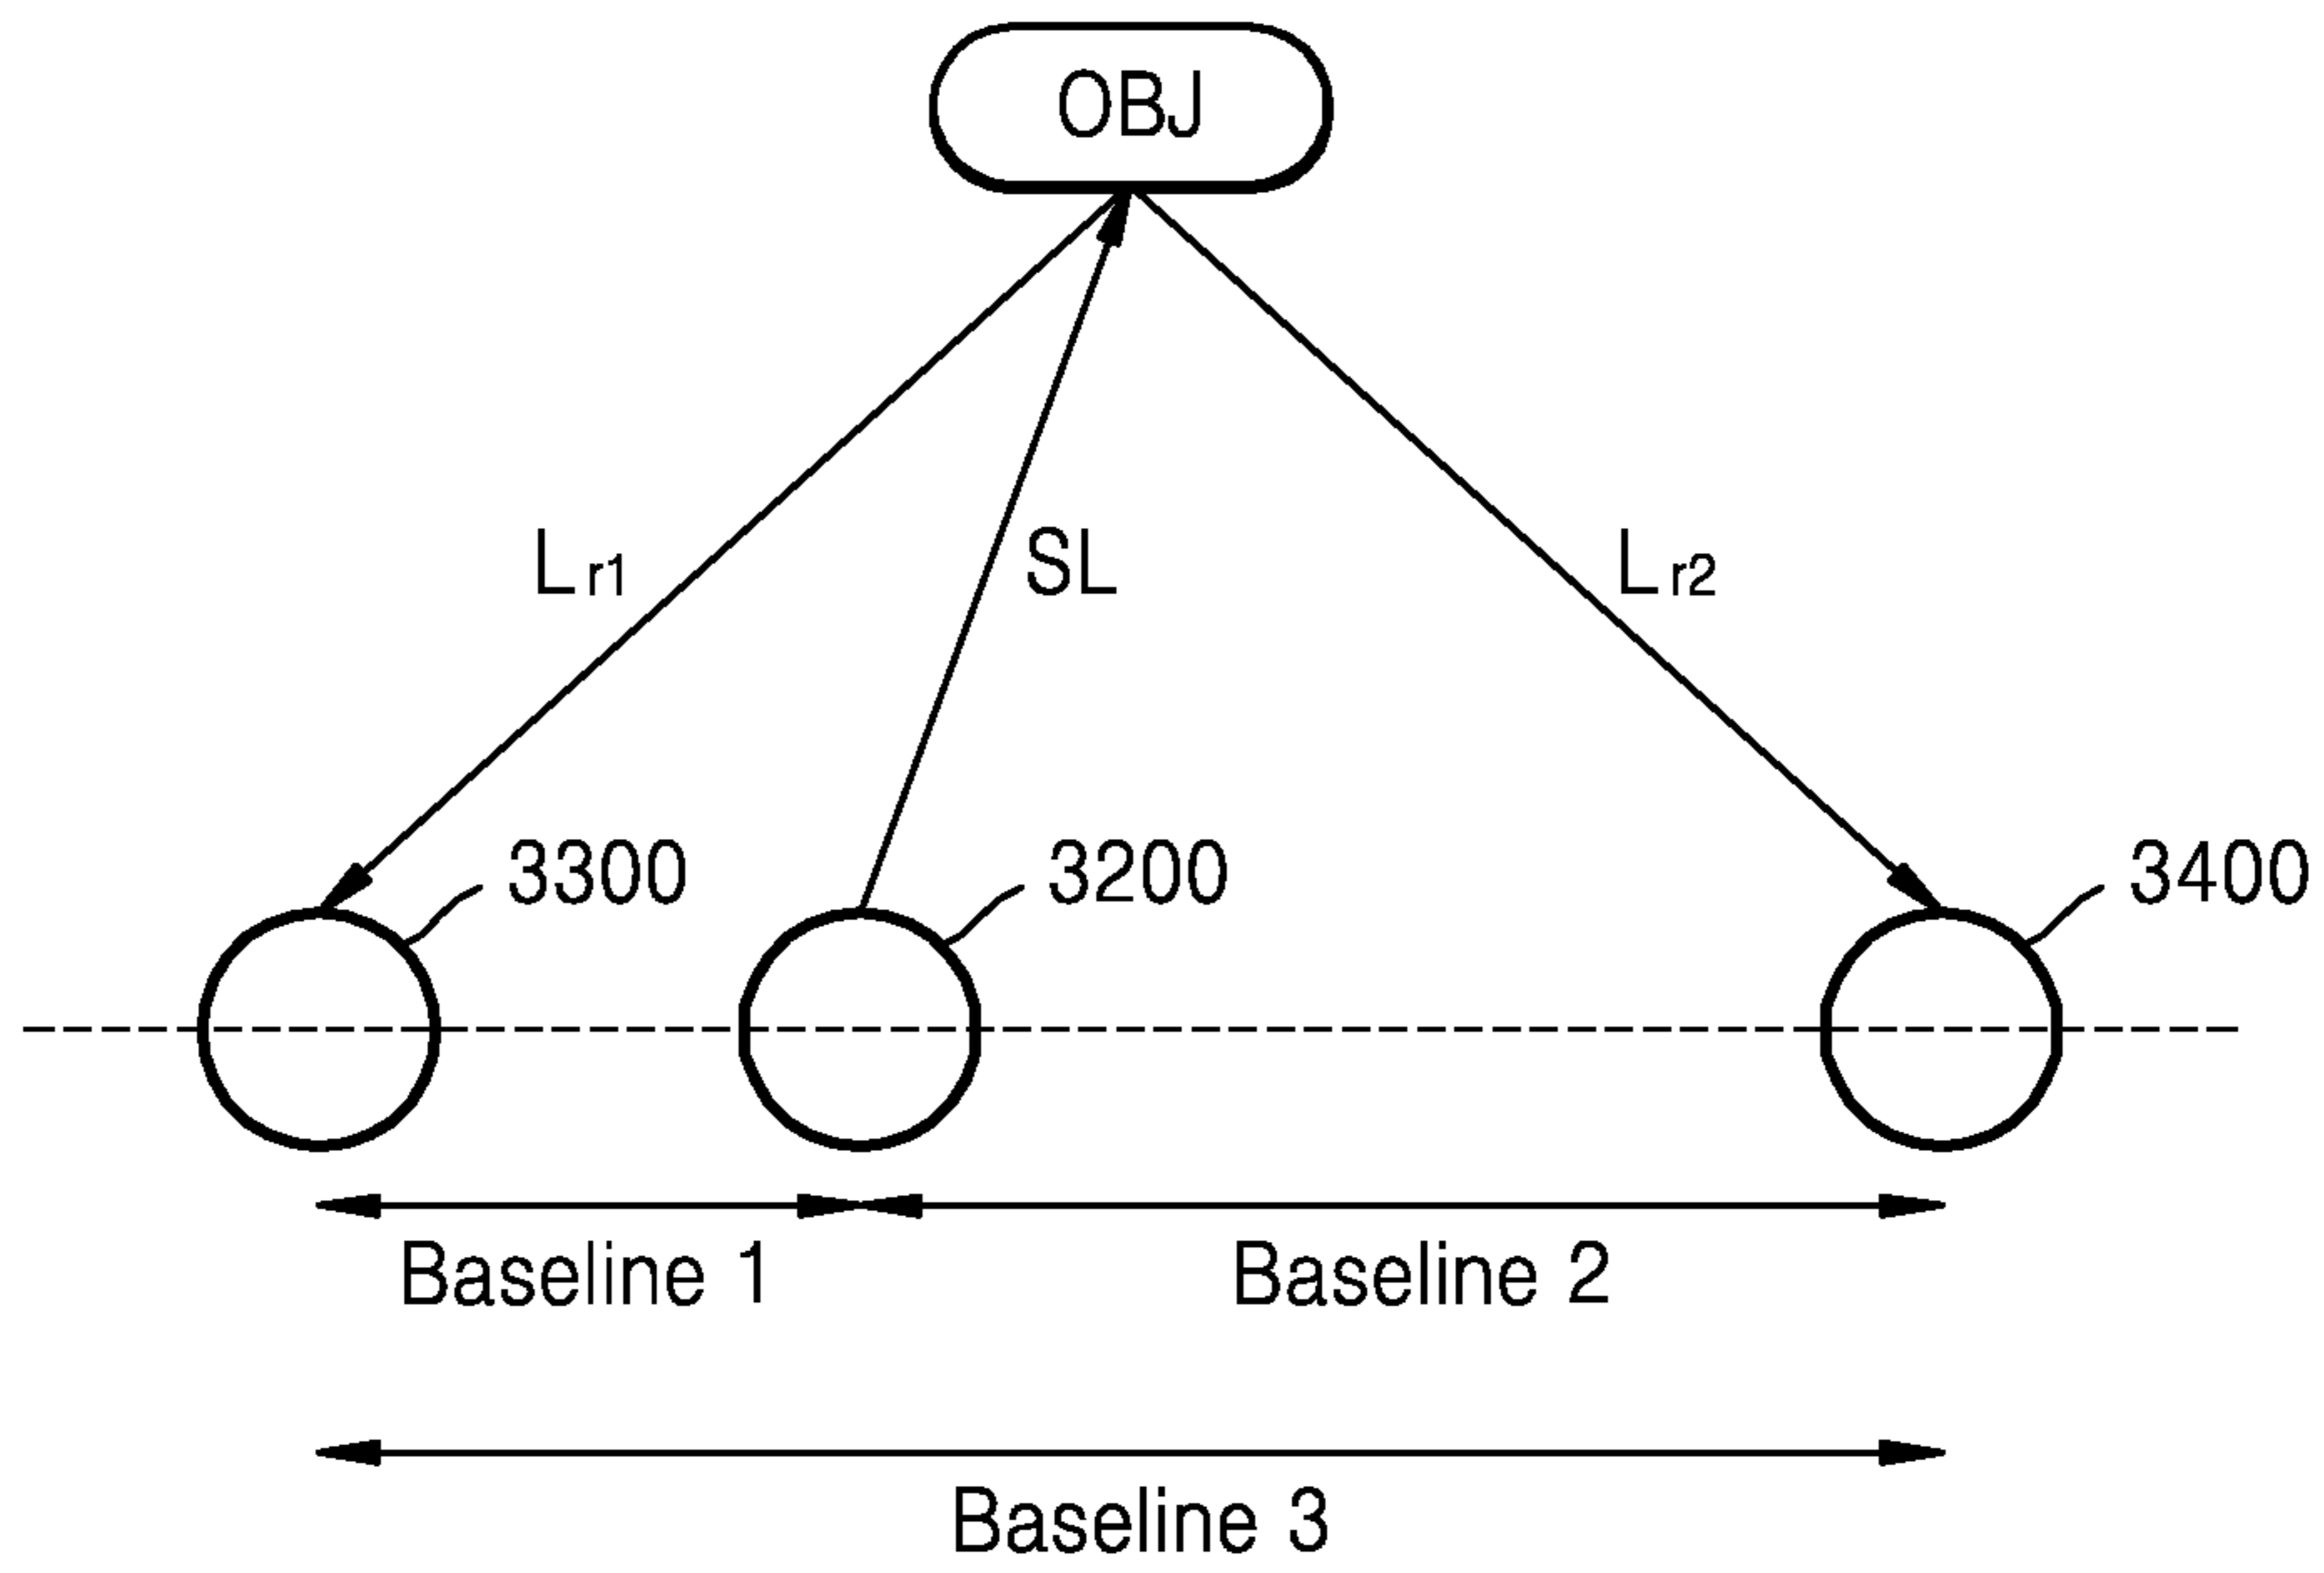 OBJ
Lr1
SL
Lr2
3300
3200
3400
Baseline 1
Baseline 2
Baseline 3